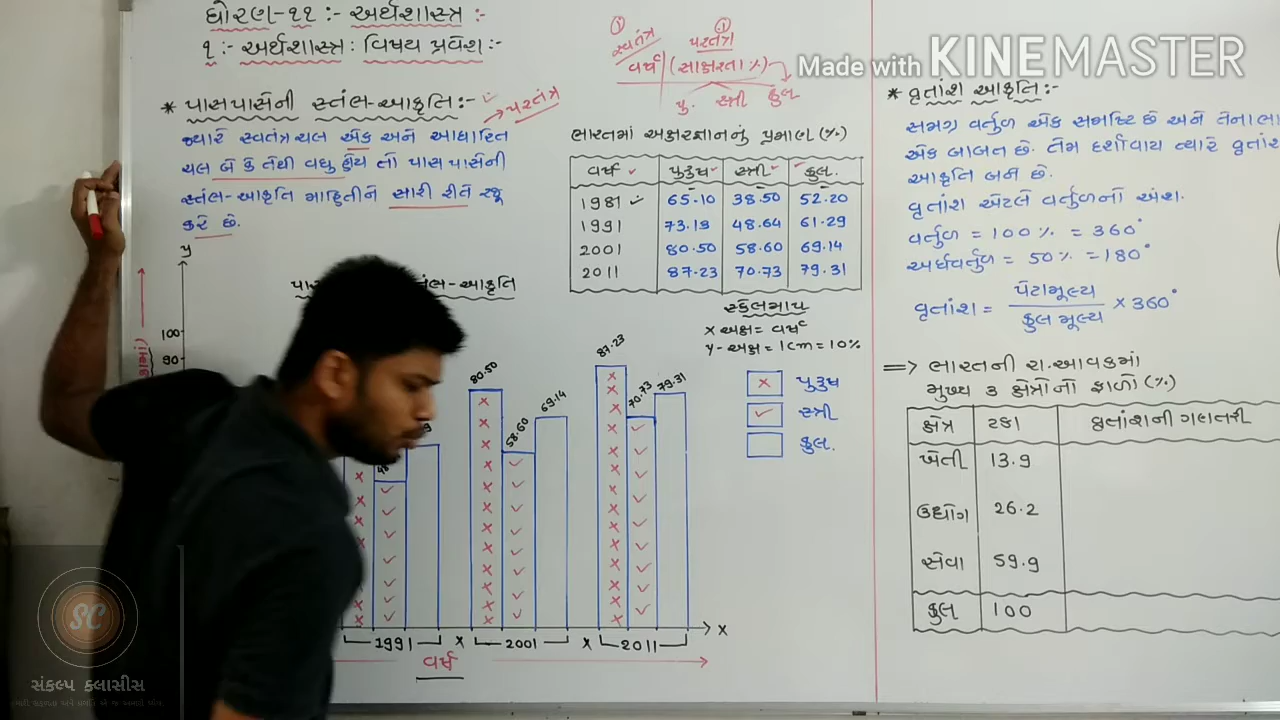 ધોરણ-૧૧ :- અર્થશાસ્ત્ર :-
૧ :- અર્થશાસ્ત્ર : વિષય પ્રવેશ :-
* પાસપાસેની સ્તંભ-આકૃતિ :-
→ પરતંત્ર
જ્યારે સ્વતંત્ર ચલ એક અને આધારિત
ચલ બે કે તેથી વધુ હોય તો પાસ પાસેની
સ્તંભ-આકૃતિ માહિતીને સારી રીતે રજૂ
કરે છે.
① ①
સ્વતંત્ર પરતંત્ર
વર્ષ (સાક્ષરતા %)
પુ. સ્ત્રી કુલ
Made with KINEMASTER
ભારતમાં અક્ષરજ્ઞાનનું પ્રમાણ (%)
વર્ષ પુરુષ સ્ત્રી કુલ.
1981 65.10 38.50 52.20
1991 73.19 48.64 61.29
2001 80.50 58.60 69.14
2011 87.23 70.73 79.31
સ્કેલમાપ
x અક્ષ = વર્ષ
y-અક્ષ = 1cm = 10%
x પુરુષ
✓ સ્ત્રી
કુલ.
સ્તંભ-આકૃતિ
y
100
90
80.50 58.60 69.14
87.23 70.73 79.31
1991 x 2001 x 2011 x
વર્ષ
* વૃતાંશ આકૃતિ :-
સમગ્ર વર્તુળ એક સમષ્ટિ છે અને તેના ભા
એક બાબત છે. તેમ દર્શાવાય ત્યારે વૃતાંશ
આકૃતિ બને છે.
વૃતાંશ એટલે વર્તુળનો અંશ.
વર્તુળ = 100% = 360°
અર્ધવર્તુળ = 50% = 180°
વૃતાંશ = પેટામૂલ્ય / કુલ મૂલ્ય × 360°
⇒ ભારતની રા.આવકમાં
મુખ્ય ૩ ક્ષેત્રોનો ફાળો (%)
ક્ષેત્ર ટકા વૃતાંશની ગણતરી
ખેતી 13.9
ઉદ્યોગ 26.2
સેવા 59.9
કુલ 100
SC
સંકલ્પ ક્લાસીસ